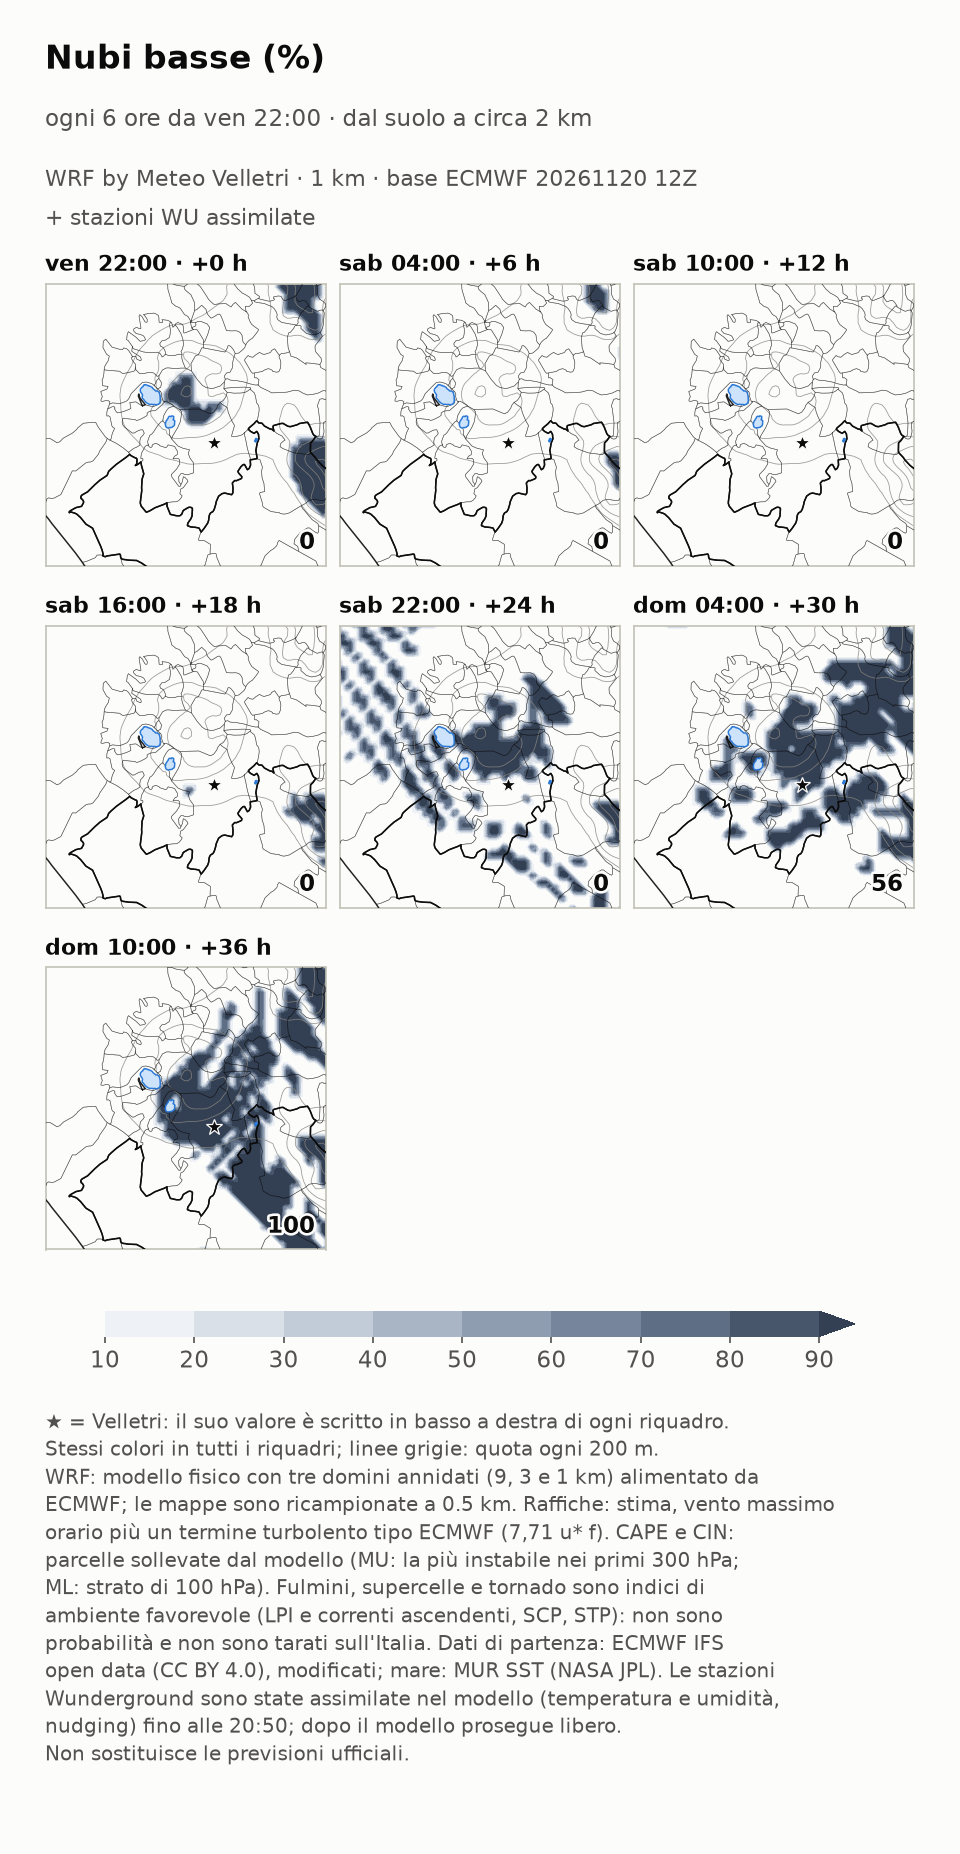 Nubi basse (%)
ogni 6 ore da ven 22:00 · dal suolo a circa 2 km
WRF by Meteo Velletri · 1 km · base ECMWF 20261120 12Z
+ stazioni WU assimilate
ven 22:00 · +0 h
sab 04:00 · +6 h
sab 10:00 · +12 h
0
0
0
sab 16:00 · +18 h
sab 22:00 · +24 h
dom 04:00 · +30 h
0
0
56
dom 10:00 · +36 h
100
10 20 30 40 50 60 70 80 90
★ = Velletri: il suo valore è scritto in basso a destra di ogni riquadro.
Stessi colori in tutti i riquadri; linee grigie: quota ogni 200 m.
WRF: modello fisico con tre domini annidati (9, 3 e 1 km) alimentato da
ECMWF; le mappe sono ricampionate a 0.5 km. Raffiche: stima, vento massimo
orario più un termine turbolento tipo ECMWF (7,71 u* f). CAPE e CIN:
parcelle sollevate dal modello (MU: la più instabile nei primi 300 hPa;
ML: strato di 100 hPa). Fulmini, supercelle e tornado sono indici di
ambiente favorevole (LPI e correnti ascendenti, SCP, STP): non sono
probabilità e non sono tarati sull'Italia. Dati di partenza: ECMWF IFS
open data (CC BY 4.0), modificati; mare: MUR SST (NASA JPL). Le stazioni
Wunderground sono state assimilate nel modello (temperatura e umidità,
nudging) fino alle 20:50; dopo il modello prosegue libero.
Non sostituisce le previsioni ufficiali.